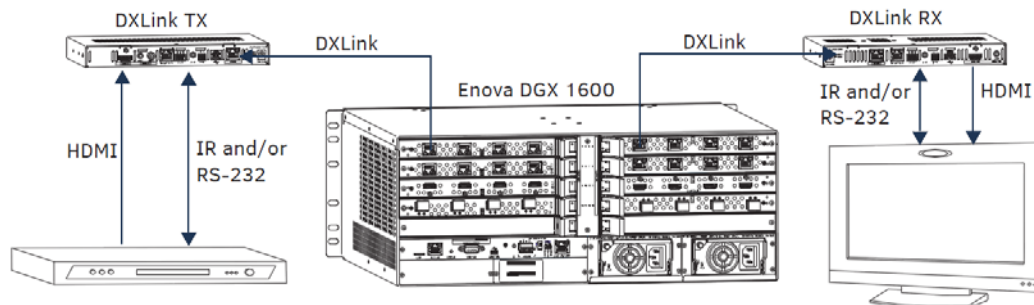 DXLink TX
DXLink RX
DXLink
DXLink
Enova DGX 1600
HDMI
IR and/or
RS-232
IR and/or
RS-232
HDMI